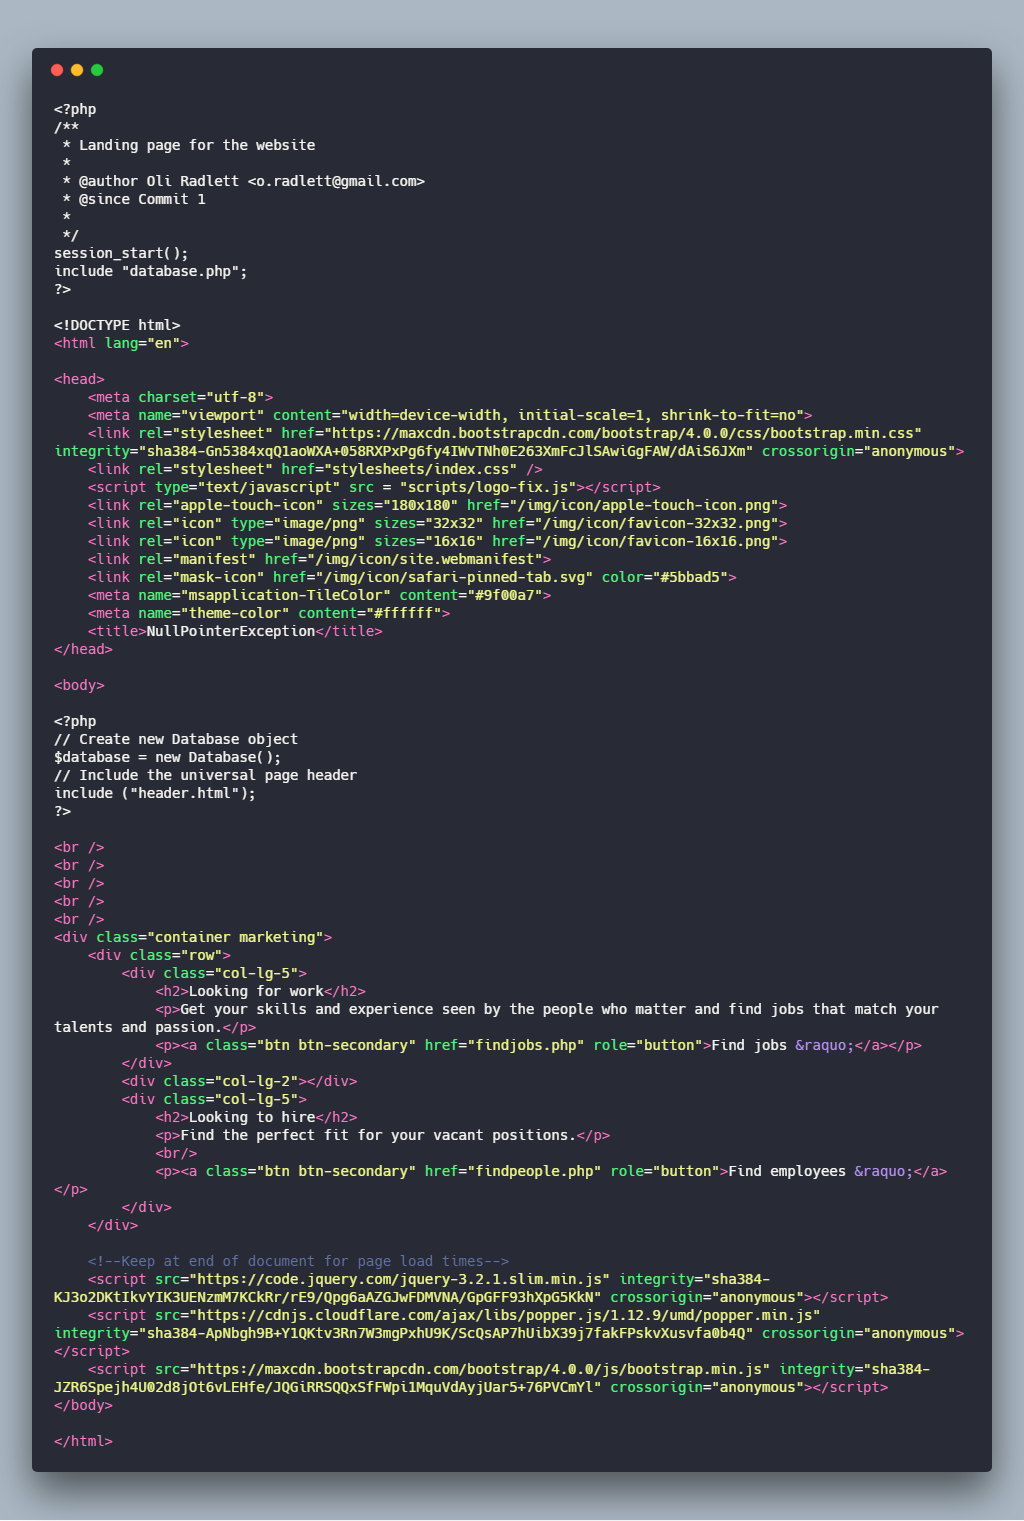 <?php
/**
 * Landing page for the website
 *
 * @author Oli Radlett <o.radlett@gmail.com>
 * @since Commit 1
 *
 */
session_start();
include "database.php";
?>

<!DOCTYPE html>
<html lang="en">

<head>
    <meta charset="utf-8">
    <meta name="viewport" content="width=device-width, initial-scale=1, shrink-to-fit=no">
    <link rel="stylesheet" href="https://maxcdn.bootstrapcdn.com/bootstrap/4.0.0/css/bootstrap.min.css"
integrity="sha384-Gn5384xqQ1aoWXA+058RXPxPg6fy4IWvTNh0E263XmFcJlSAwiGgFAW/dAiS6JXm" crossorigin="anonymous">
    <link rel="stylesheet" href="stylesheets/index.css" />
    <script type="text/javascript" src = "scripts/logo-fix.js"></script>
    <link rel="apple-touch-icon" sizes="180x180" href="/img/icon/apple-touch-icon.png">
    <link rel="icon" type="image/png" sizes="32x32" href="/img/icon/favicon-32x32.png">
    <link rel="icon" type="image/png" sizes="16x16" href="/img/icon/favicon-16x16.png">
    <link rel="manifest" href="/img/icon/site.webmanifest">
    <link rel="mask-icon" href="/img/icon/safari-pinned-tab.svg" color="#5bbad5">
    <meta name="msapplication-TileColor" content="#9f00a7">
    <meta name="theme-color" content="#ffffff">
    <title>NullPointerException</title>
</head>

<body>

<?php
// Create new Database object
$database = new Database();
// Include the universal page header
include ("header.html");
?>

<br />
<br />
<br />
<br />
<br />
<div class="container marketing">
    <div class="row">
        <div class="col-lg-5">
            <h2>Looking for work</h2>
            <p>Get your skills and experience seen by the people who matter and find jobs that match your
talents and passion.</p>
            <p><a class="btn btn-secondary" href="findjobs.php" role="button">Find jobs &raquo;</a></p>
        </div>
        <div class="col-lg-2"></div>
        <div class="col-lg-5">
            <h2>Looking to hire</h2>
            <p>Find the perfect fit for your vacant positions.</p>
            <br/>
            <p><a class="btn btn-secondary" href="findpeople.php" role="button">Find employees &raquo;</a>
</p>
        </div>
    </div>

    <!--Keep at end of document for page load times-->
    <script src="https://code.jquery.com/jquery-3.2.1.slim.min.js" integrity="sha384-
KJ3o2DKtIkvYIK3UENzmM7KCkRr/rE9/Qpg6aAZGJwFDMVNA/GpGFF93hXpG5KkN" crossorigin="anonymous"></script>
    <script src="https://cdnjs.cloudflare.com/ajax/libs/popper.js/1.12.9/umd/popper.min.js"
integrity="sha384-ApNbgh9B+Y1QKtv3Rn7W3mgPxhU9K/ScQsAP7hUibX39j7fakFPskvXusvfa0b4Q" crossorigin="anonymous">
</script>
    <script src="https://maxcdn.bootstrapcdn.com/bootstrap/4.0.0/js/bootstrap.min.js" integrity="sha384-
JZR6Spejh4U02d8jOt6vLEHfe/JQGiRRSQQxSfFWpi1MquVdAyjUar5+76PVCmYl" crossorigin="anonymous"></script>
</body>

</html>